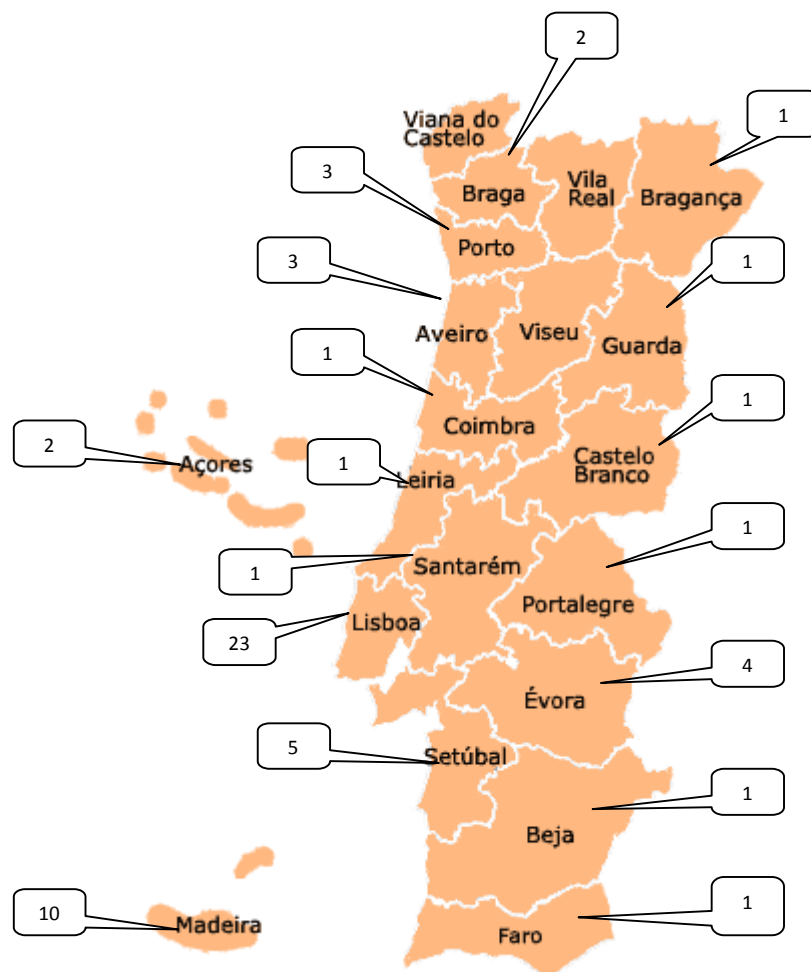 2
Viana do
Castelo
1
3
Braga
Vila
Real
Bragança
Porto
3
1
Aveiro
Viseu
Guarda
1
1
Coimbra
2
Açores
1
Leiria
Castelo
Branco
1
Santarém
1
Portalegre
23
Lisboa
4
Évora
5
Setúbal
1
Beja
10
Madeira
1
Faro